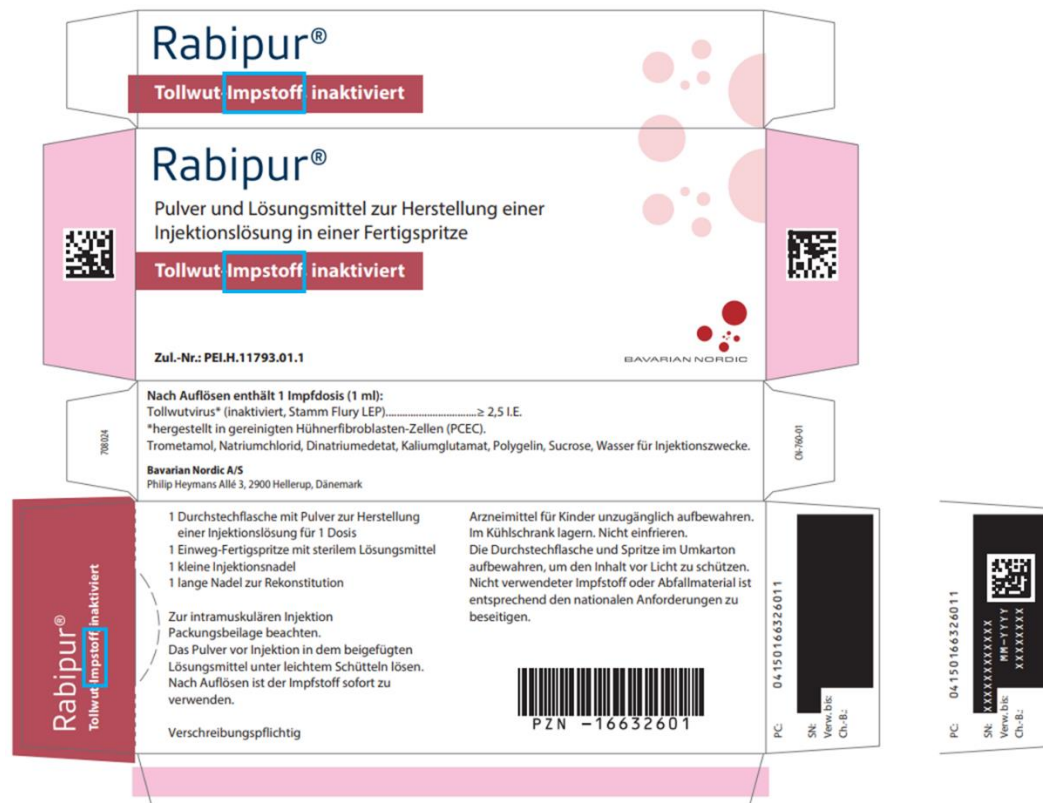 Rabipur®
Tollwut-Impstoff, inaktiviert
Rabipur®
Pulver und Lösungsmittel zur Herstellung einer
Injektionslösung in einer Fertigspritze
Tollwut-Impstoff, inaktiviert
Zul.-Nr.: PEI.H.11793.01.1
BAVARIAN NORDIC
708024
Nach Auflösen enthält 1 Impfdosis (1 ml):
Tollwutvirus* (inaktiviert, Stamm Flury LEP)................................≥ 2,5 I.E.
*hergestellt in gereinigten Hühnerfibroblasten-Zellen (PCEC).
Trometamol, Natriumchlorid, Dinatriumedetat, Kaliumglutamat, Polygelin, Sucrose, Wasser für Injektionszwecke.
Bavarian Nordic A/S
Philip Heymans Allé 3, 2900 Hellerup, Dänemark
CN-760-01
Rabipur®
Tollwut-Impstoff, inaktiviert
1 Durchstechflasche mit Pulver zur Herstellung
einer Injektionslösung für 1 Dosis
1 Einweg-Fertigspritze mit sterilem Lösungsmittel
1 kleine Injektionsnadel
1 lange Nadel zur Rekonstitution
Zur intramuskulären Injektion
Packungsbeilage beachten.
Das Pulver vor Injektion in dem beigefügten
Lösungsmittel unter leichtem Schütteln lösen.
Nach Auflösen ist der Impfstoff sofort zu
verwenden.
Verschreibungspflichtig
Arzneimittel für Kinder unzugänglich aufbewahren.
Im Kühlschrank lagern. Nicht einfrieren.
Die Durchstechflasche und Spritze im Umkarton
aufbewahren, um den Inhalt vor Licht zu schützen.
Nicht verwendeter Impfstoff oder Abfallmaterial ist
entsprechend den nationalen Anforderungen zu
beseitigen.
PZN -16632601
PC: 04150166326011
SN:
Verw. bis:
Ch.-B.:
PC: 04150166326011
SN: XXXXXXXXXXXX
Verw. bis: MM-YYYY
Ch.-B.: XXXXXXXX